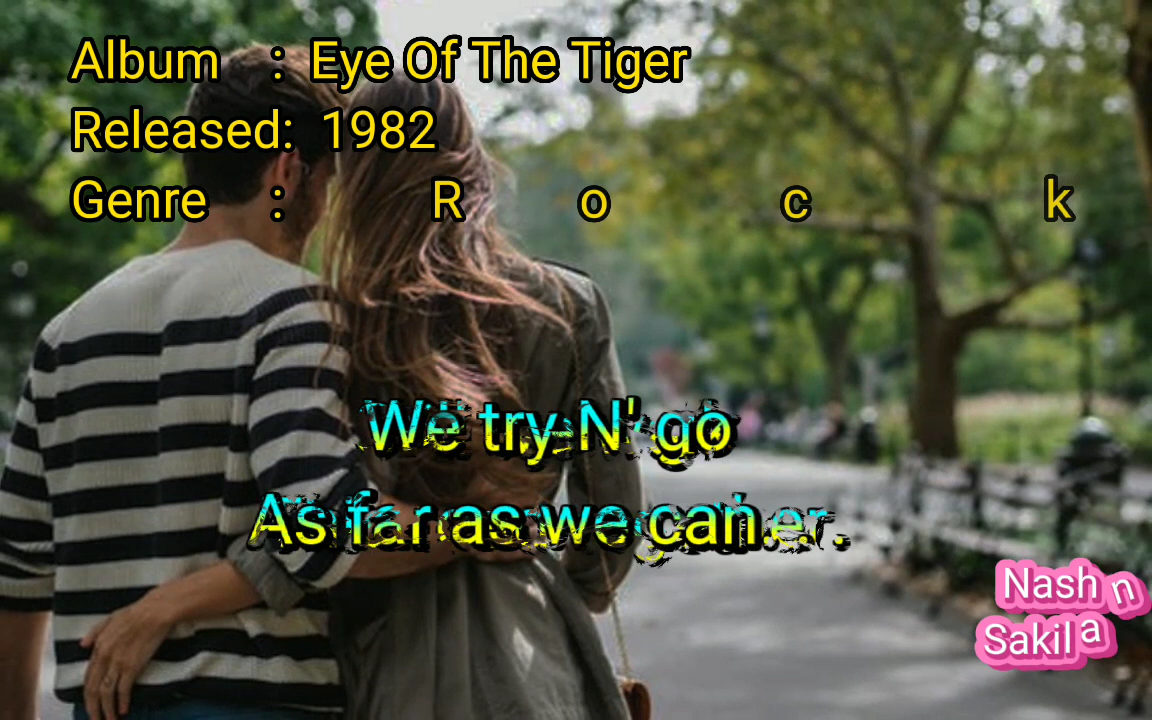 Album : Eye Of The Tiger
Released: 1982
Genre : R o c k
We try N' go
As far as we can
Nash n
Sakila